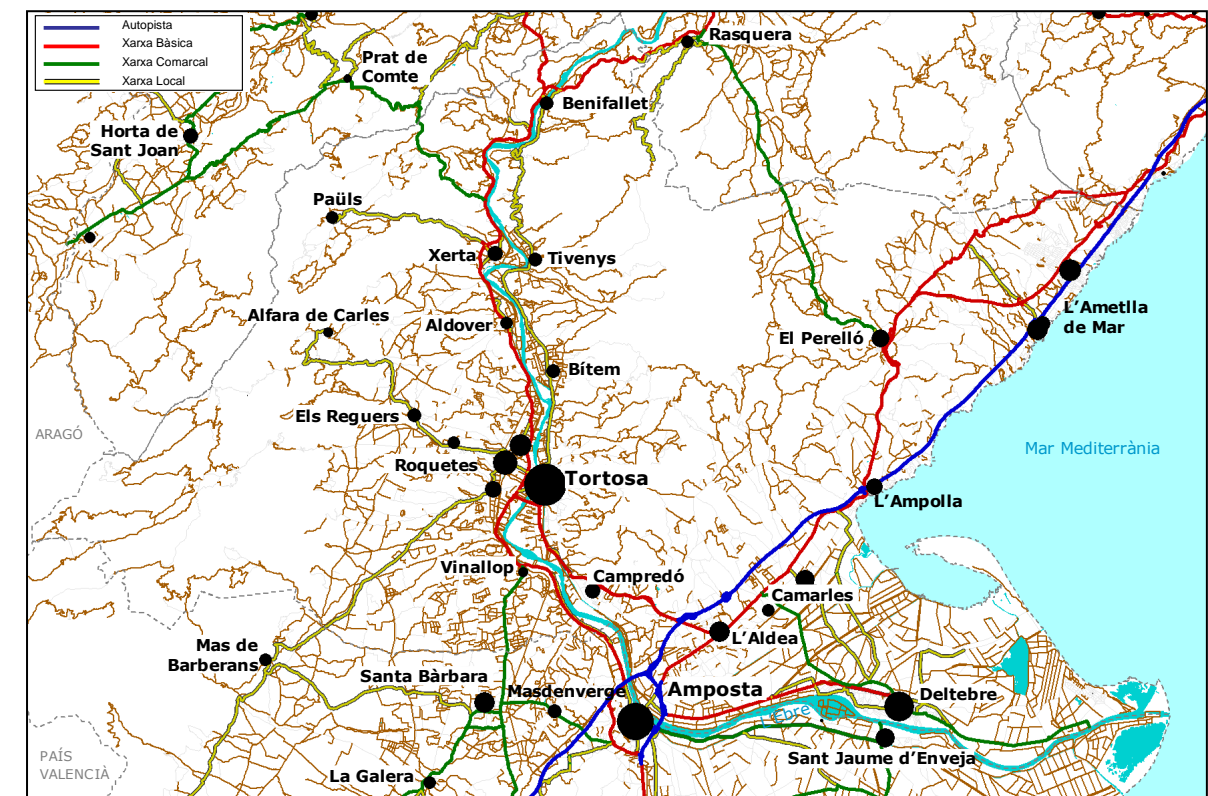 Autopista
Xarxa Bàsica
Xarxa Comarcal
Xarxa Local
Rasquera
Prat de
Comte
Benifallet
Horta de
Sant Joan
Paüls
Xerta
Tivenys
Alfara de Carles
Aldover
L’Ametlla
de Mar
El Perelló
Bítem
Els Reguers
ARAGÓ
Mar Mediterrània
Roquetes
Tortosa
L’Ampolla
Vinallop
Campredó
Camarles
L’Aldea
Mas de
Barberans
Santa Bàrbara
Masdenverge
Amposta
Deltebre
L'Ebre
Sant Jaume d’Enveja
PAÍS
VALENCIÀ
La Galera